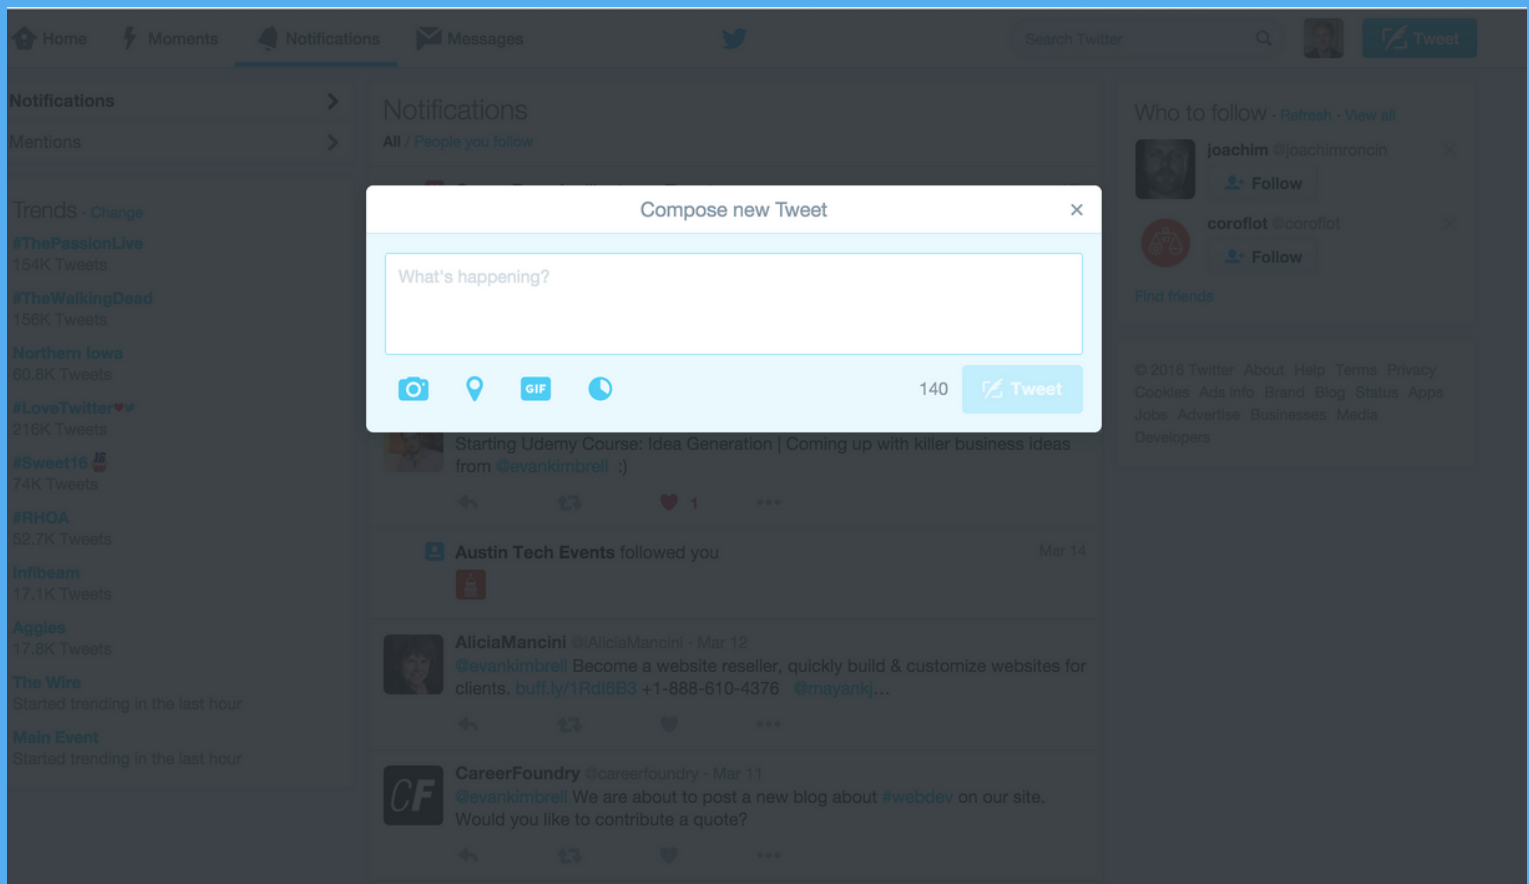 Home
Moments
Notifications
Messages
Search Twitter
Tweet
Notifications
Mentions
Trends · Change
#ThePassionLive
154K Tweets
#TheWalkingDead
156K Tweets
Northern Iowa
60.8K Tweets
#LoveTwitter
216K Tweets
#Sweet16
74K Tweets
#RHOA
52.7K Tweets
Infibeam
17.1K Tweets
Aggies
17.8K Tweets
The Wire
Started trending in the last hour
Main Event
Started trending in the last hour
Notifications
All / People you follow
Compose new Tweet
What's happening?
GIF
140
Tweet
Starting Udemy Course: Idea Generation | Coming up with killer business ideas
from @evankimbrell :)
1
Austin Tech Events followed you
Mar 14
AliciaMancini @iAliciaMancini · Mar 12
@evankimbrell Become a website reseller, quickly build & customize websites for
clients. buff.ly/1RdI6B3 +1-888-610-4376 @mayankj…
CF
CareerFoundry @careerfoundry · Mar 11
@evankimbrell We are about to post a new blog about #webdev on our site.
Would you like to contribute a quote?
Who to follow · Refresh · View all
joachim @joachimroncin
Follow
coroflot @coroflot
Follow
Find friends
© 2016 Twitter About Help Terms Privacy
Cookies Ads info Brand Blog Status Apps
Jobs Advertise Businesses Media
Developers